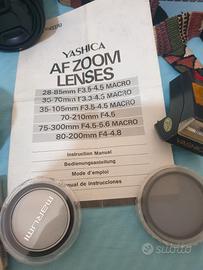 YASHICA
AF ZOOM
LENSES
28-85mm F3.5-4.5 MACRO
35-70mm F3.3-4.5 MACRO
35-105mm F3.5-4.5 MACRO
70-210mm F4.5
75-300mm F4.5-5.6 MACRO
80-200mm F4-4.8
Instruction Manual
Bedienungsanleitung
Mode d'emploi
Manual de instrucciones
marumi
subito